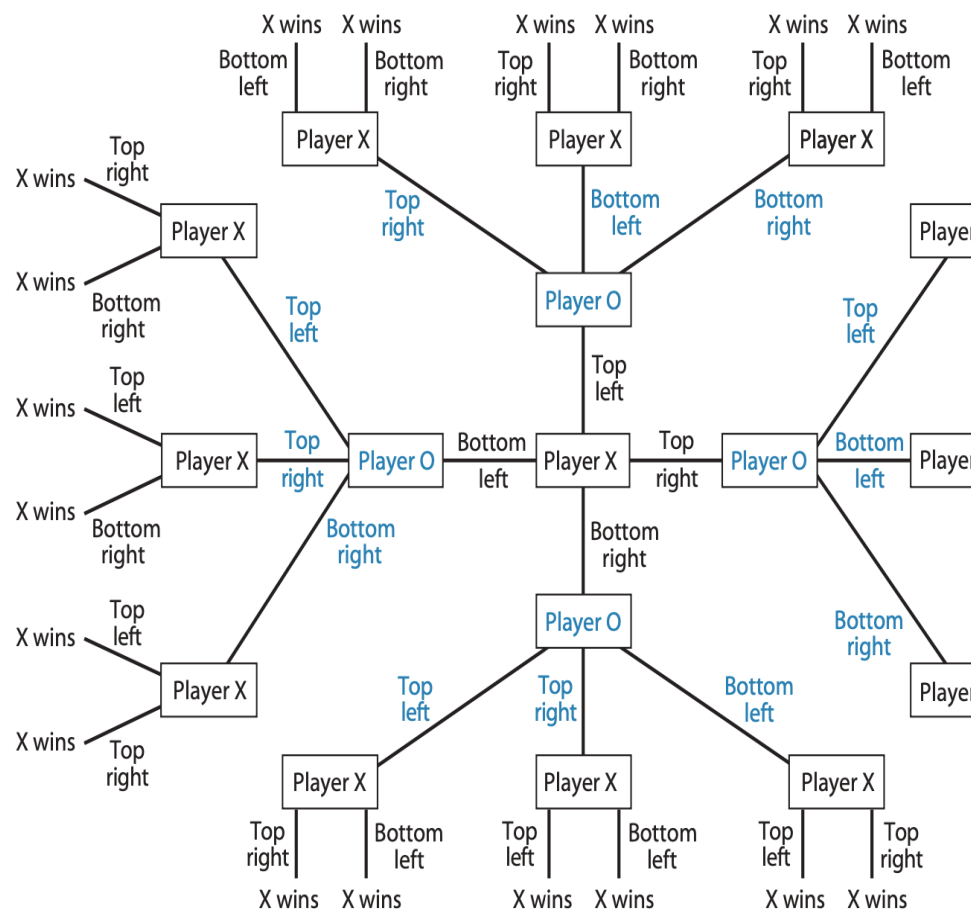 X wins X wins X wins X wins X wins X wins
Bottom
left
Bottom
right
Top
right
Bottom
right
Top
right
Bottom
left
Player X Player X Player X
Top
right
X wins
Player X
Top
right
Bottom
left
Bottom
right
Player
X wins
Bottom
right
Player O
Top
left
Top
left
Top
left
Top
left
X wins
Player X
Top
right
Player O
Bottom
left
Player X
Top
right
Player O
Bottom
left
Player
X wins
Bottom
right
Bottom
right
Bottom
right
Top
left
X wins
Player O
Bottom
right
Player X
Top
left
Top
right
Bottom
left
Player
X wins
Top
right
Player X Player X Player X
Top
right
Bottom
left
Top
left
Bottom
left
Top
left
Top
right
X wins X wins X wins X wins X wins X wins